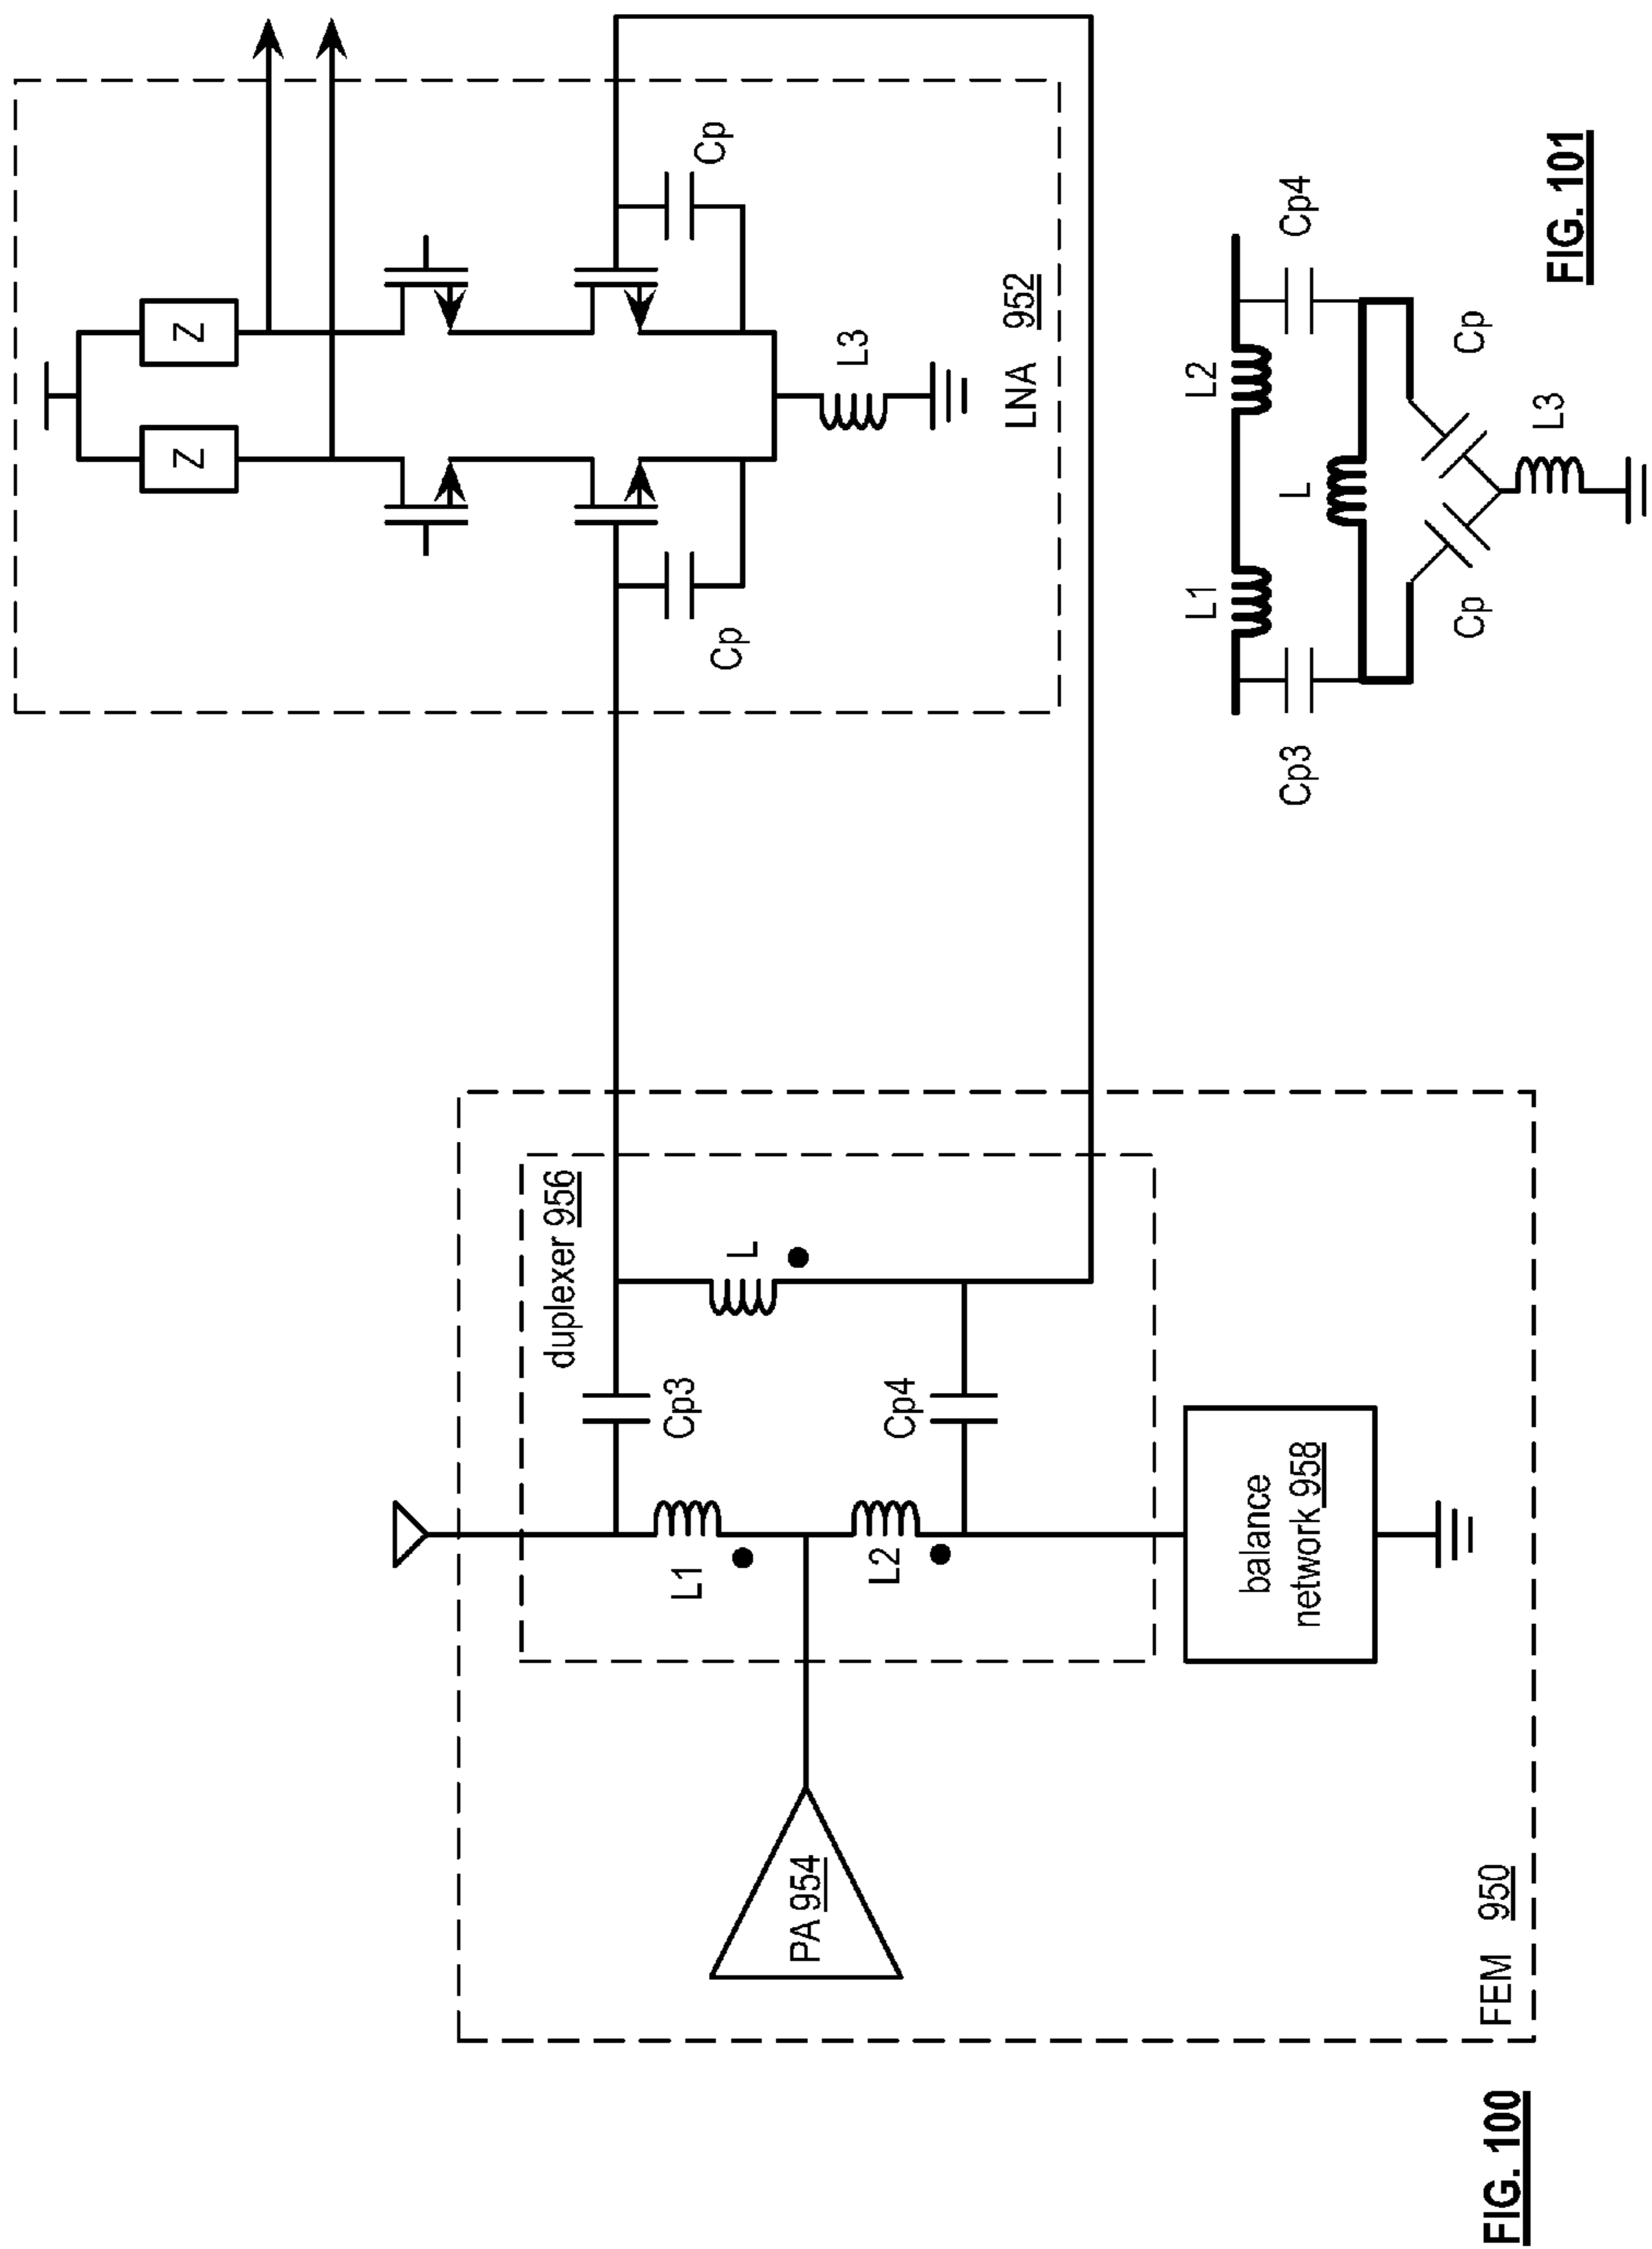 Z
Z
Cp
Cp
L3
LNA 952
duplexer 956
Cp3
L
L1
L2
Cp4
PA 954
balance
network 958
FEM 950
FIG. 100
L1
L2
Cp3
Cp4
L
Cp
Cp
L3
FIG. 101